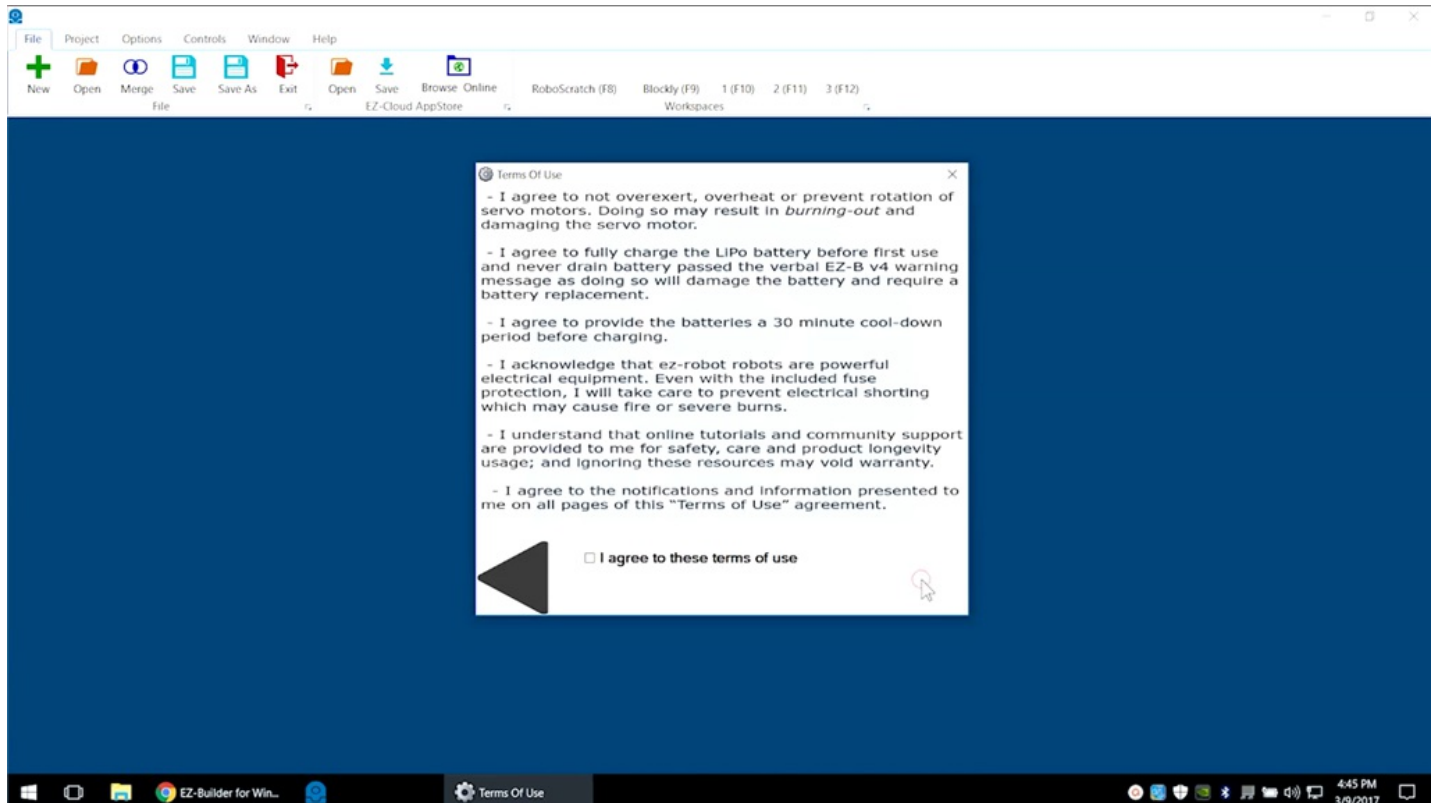 File Project Options Controls Window Help
New Open Merge Save Save As Exit Open Save Browse Online RoboScratch (F8) Blockly (F9) 1 (F10) 2 (F11) 3 (F12)
File EZ-Cloud AppStore Workspaces
Terms Of Use
- I agree to not overexert, overheat or prevent rotation of
servo motors. Doing so may result in burning-out and
damaging the servo motor.
- I agree to fully charge the LiPo battery before first use
and never drain battery passed the verbal EZ-B v4 warning
message as doing so will damage the battery and require a
battery replacement.
- I agree to provide the batteries a 30 minute cool-down
period before charging.
- I acknowledge that ez-robot robots are powerful
electrical equipment. Even with the included fuse
protection, I will take care to prevent electrical shorting
which may cause fire or severe burns.
- I understand that online tutorials and community support
are provided to me for safety, care and product longevity
usage; and ignoring these resources may void warranty.
- I agree to the notifications and information presented to
me on all pages of this “Terms of Use” agreement.
I agree to these terms of use
EZ-Builder for Win... Terms Of Use 4:45 PM
3/9/2017